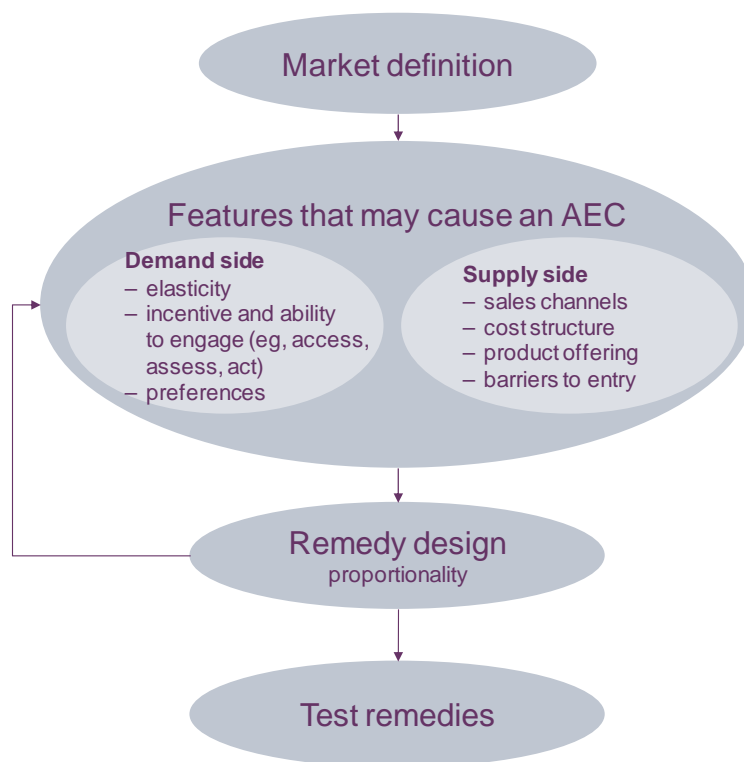 Market definition
Features that may cause an AEC
Demand side
– elasticity
– incentive and ability
to engage (eg, access,
assess, act)
– preferences
Supply side
– sales channels
– cost structure
– product offering
– barriers to entry
Remedy design
proportionality
Test remedies